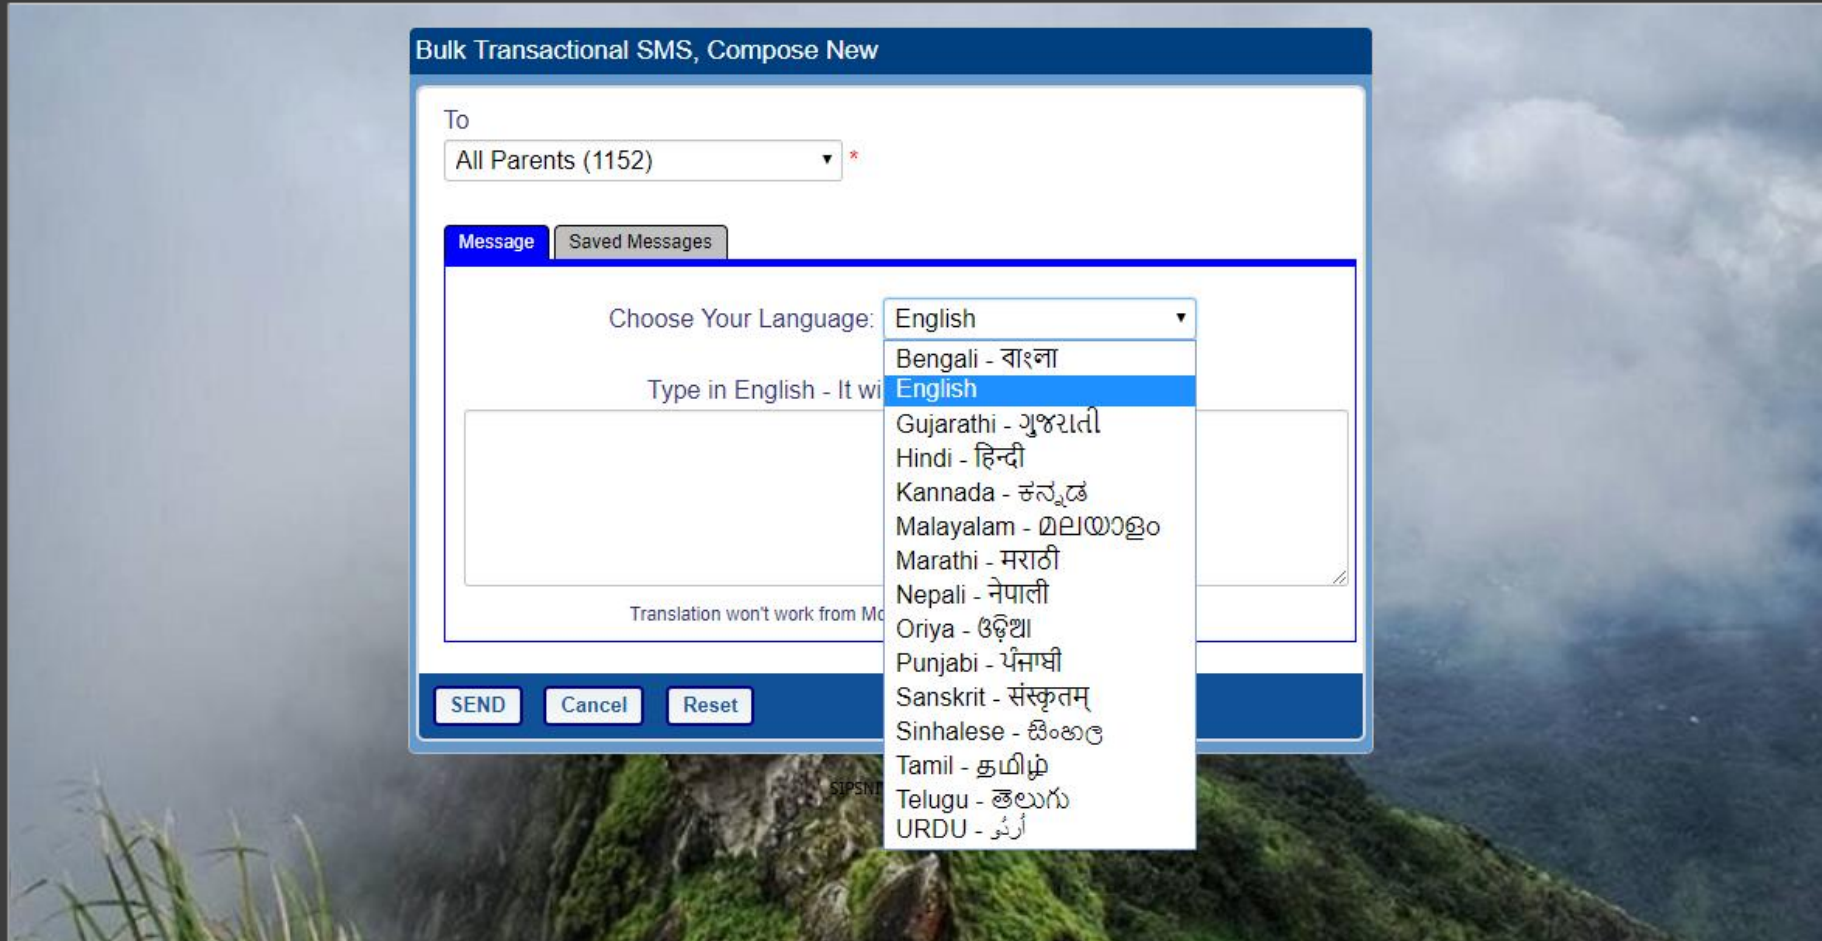 Bulk Transactional SMS, Compose New
To
All Parents (1152)
*
Message
Saved Messages
Choose Your Language: English
Bengali - বাংলা
Type in English - It
English
Gujarathi - ગુજરાતી
Hindi - हिन्दी
Kannada - ಕನ್ನಡ
Malayalam - മലയാളം
Marathi - मराठी
Nepali - नेपाली
Translation won't work from
Oriya - ଓଡ଼ିଆ
Punjabi - ਪੰਜਾਬੀ
Sanskrit - संस्कृतम्
SEND
Cancel
Reset
Sinhalese - සිංහල
Tamil - தமிழ்
Telugu - తెలుగు
URDU - اُردُو